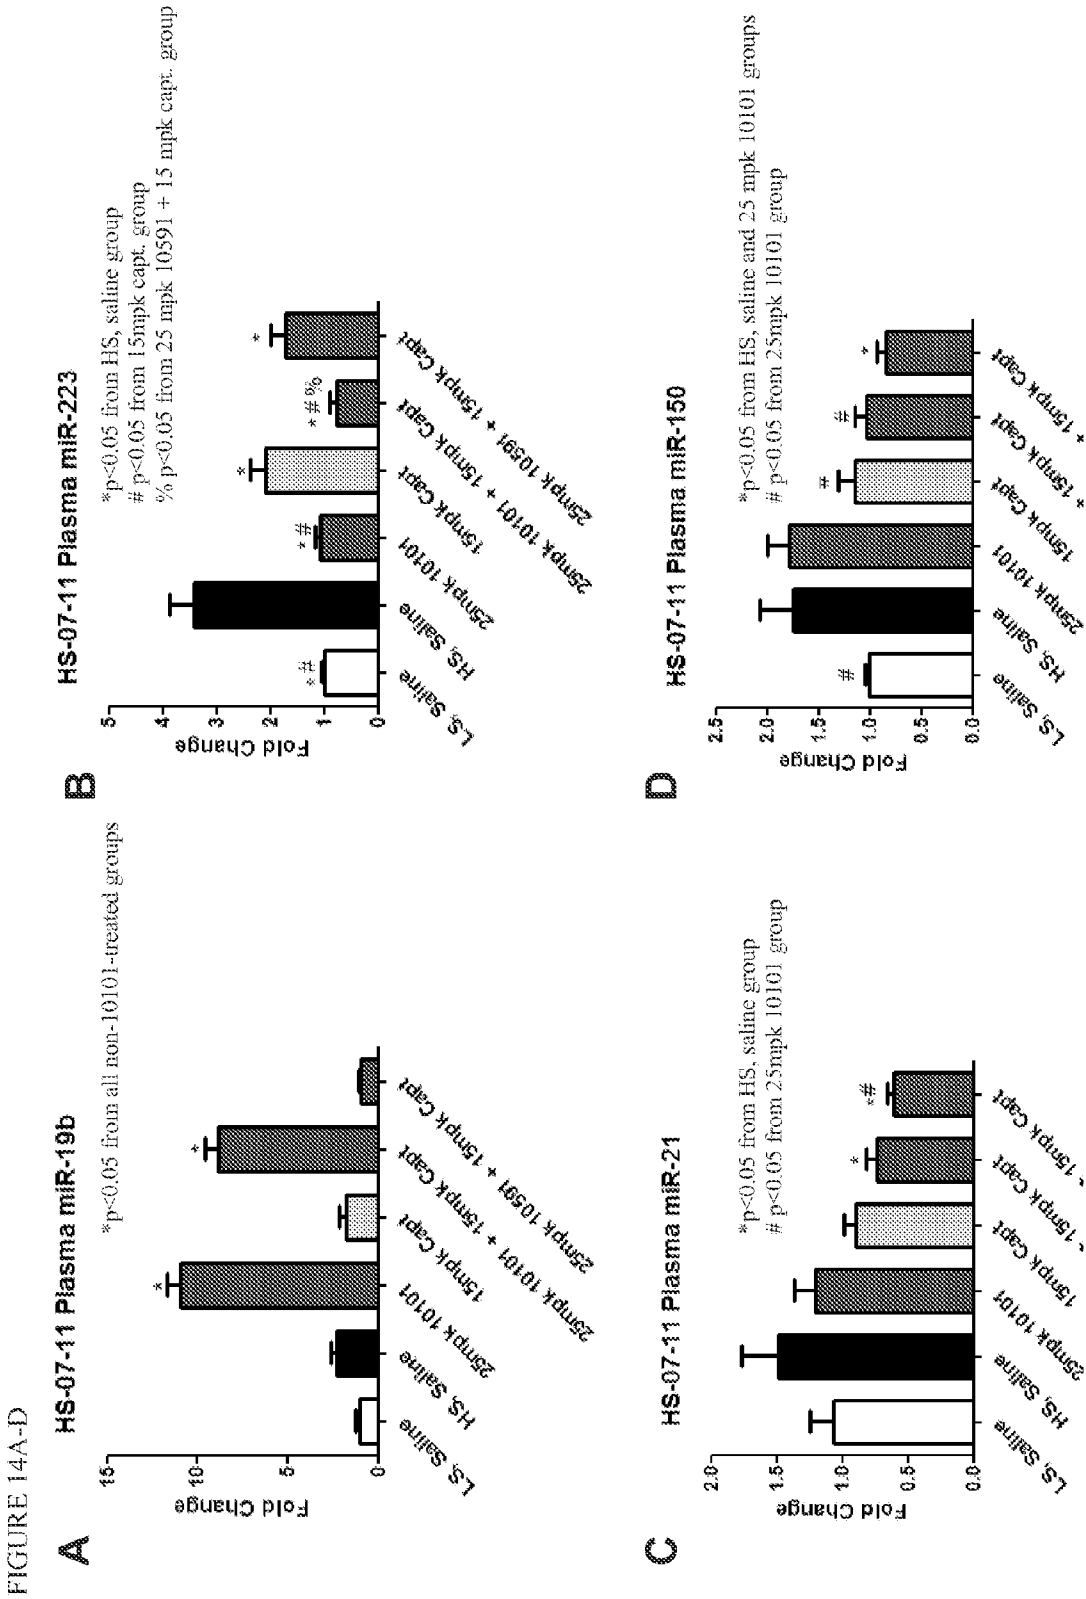 FIGURE 14A-D
A
HS-07-11 Plasma miR-19b
*p<0.05 from all non-10101-treated groups
Fold Change
15
10
5
0
LS, Saline
HS, Saline
25mpk 10101
15mpk Capt
25mpk 10101 + 15mpk Capt
25mpk 10591 + 15mpk Capt
*
*
B
HS-07-11 Plasma miR-223
*p<0.05 from HS, saline group
# p<0.05 from 15mpk capt. group
% p<0.05 from 25 mpk 10591 + 15 mpk capt. group
Fold Change
5
4
3
2
1
0
LS, Saline
HS, Saline
25mpk 10101
15mpk Capt
25mpk 10101 + 15mpk Capt
25mpk 10591 + 15mpk Capt
* #
* #
*
* # %
*
C
HS-07-11 Plasma miR-21
*p<0.05 from HS, saline group
# p<0.05 from 25mpk 10101 group
Fold Change
2.0
1.5
1.0
0.5
0.0
LS, Saline
HS, Saline
25mpk 10101
15mpk Capt
15mpk Capt
15mpk Capt
*
*#
D
HS-07-11 Plasma miR-150
*p<0.05 from HS, saline and 25 mpk 10101 groups
# p<0.05 from 25mpk 10101 group
Fold Change
2.5
2.0
1.5
1.0
0.5
0.0
LS, Saline
HS, Saline
25mpk 10101
15mpk Capt
+ 15mpk Capt
+ 15mpk Capt
#
#
#
*